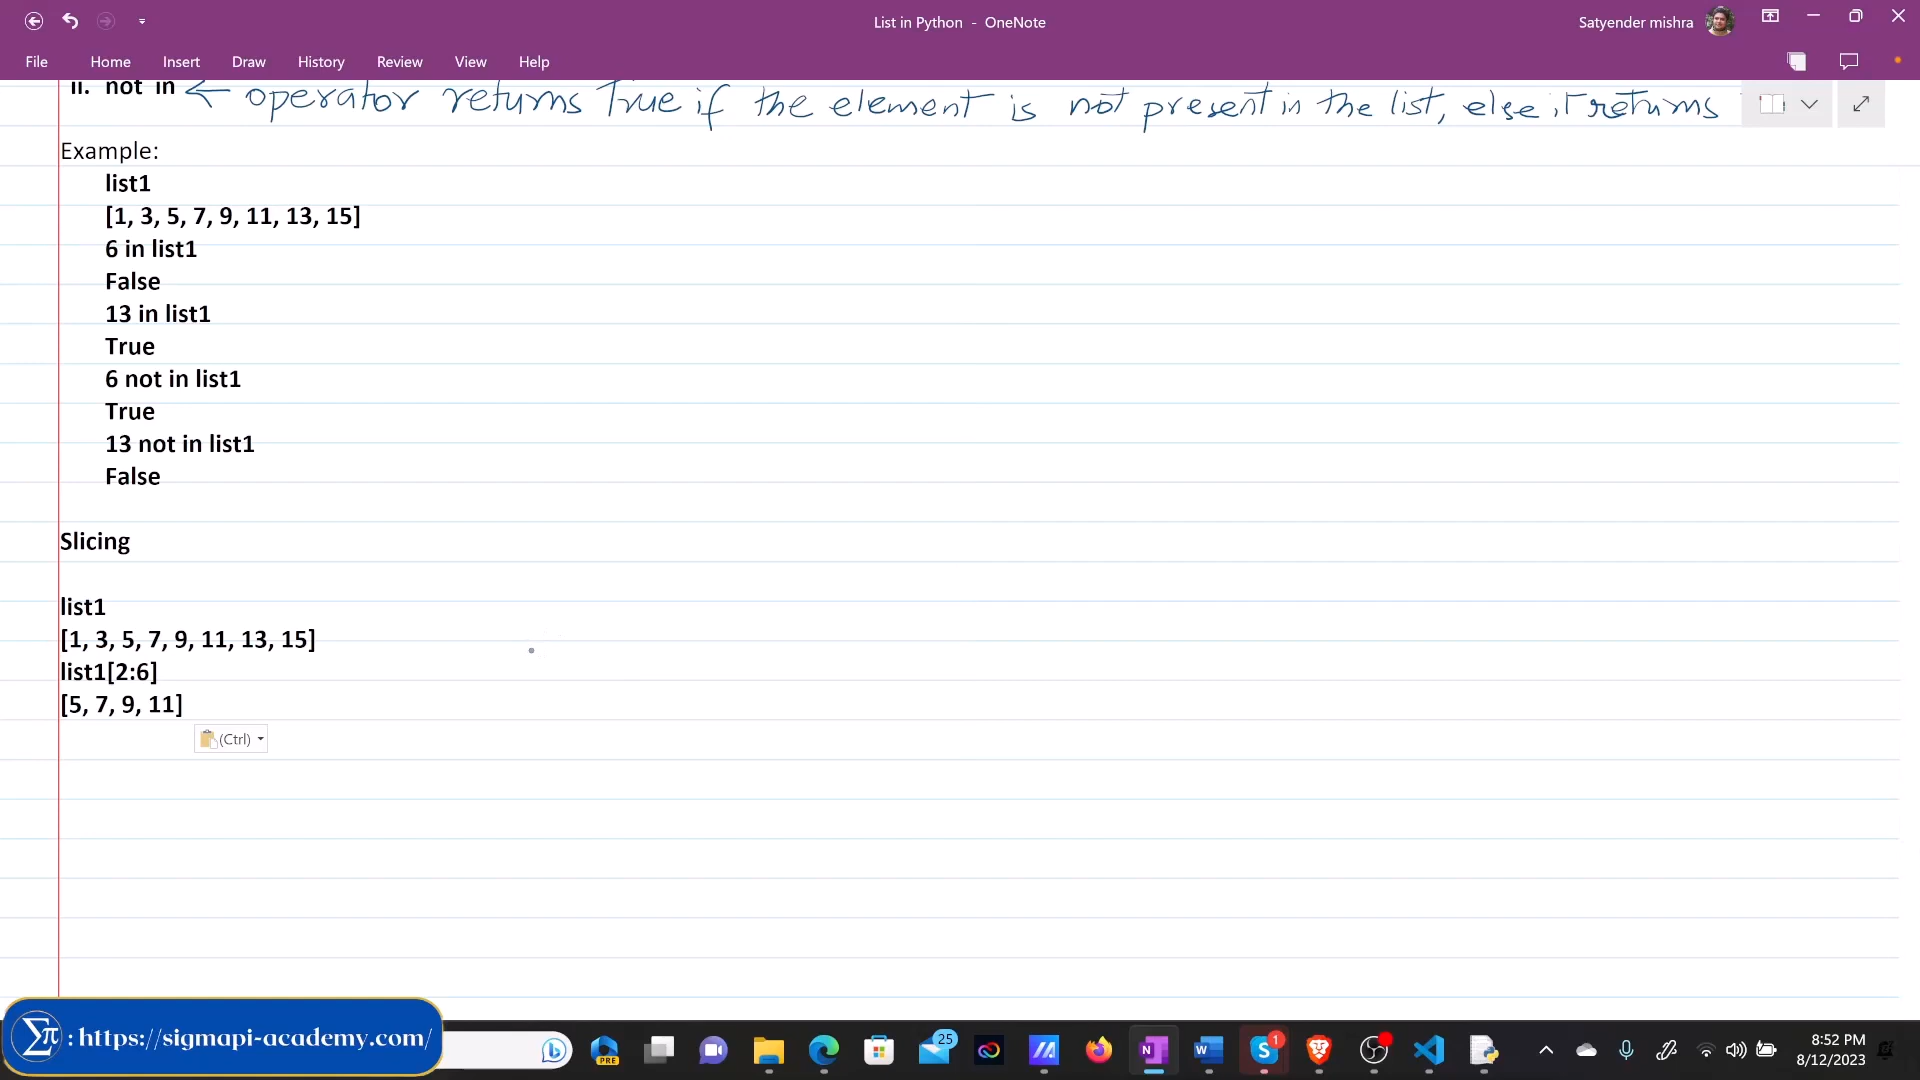 List in Python - OneNote
Satyender mishra
File Home Insert Draw History Review View Help
ii. not in ← operator returns True if the element is not present in the list, else it returns
Example:
list1
[1, 3, 5, 7, 9, 11, 13, 15]
6 in list1
False
13 in list1
True
6 not in list1
True
13 not in list1
False
Slicing
list1
[1, 3, 5, 7, 9, 11, 13, 15]
list1[2:6]
[5, 7, 9, 11]
(Ctrl)
Σπ : https://sigmapi-academy.com/
PRE
25
N
W
S
1
8:52 PM
8/12/2023